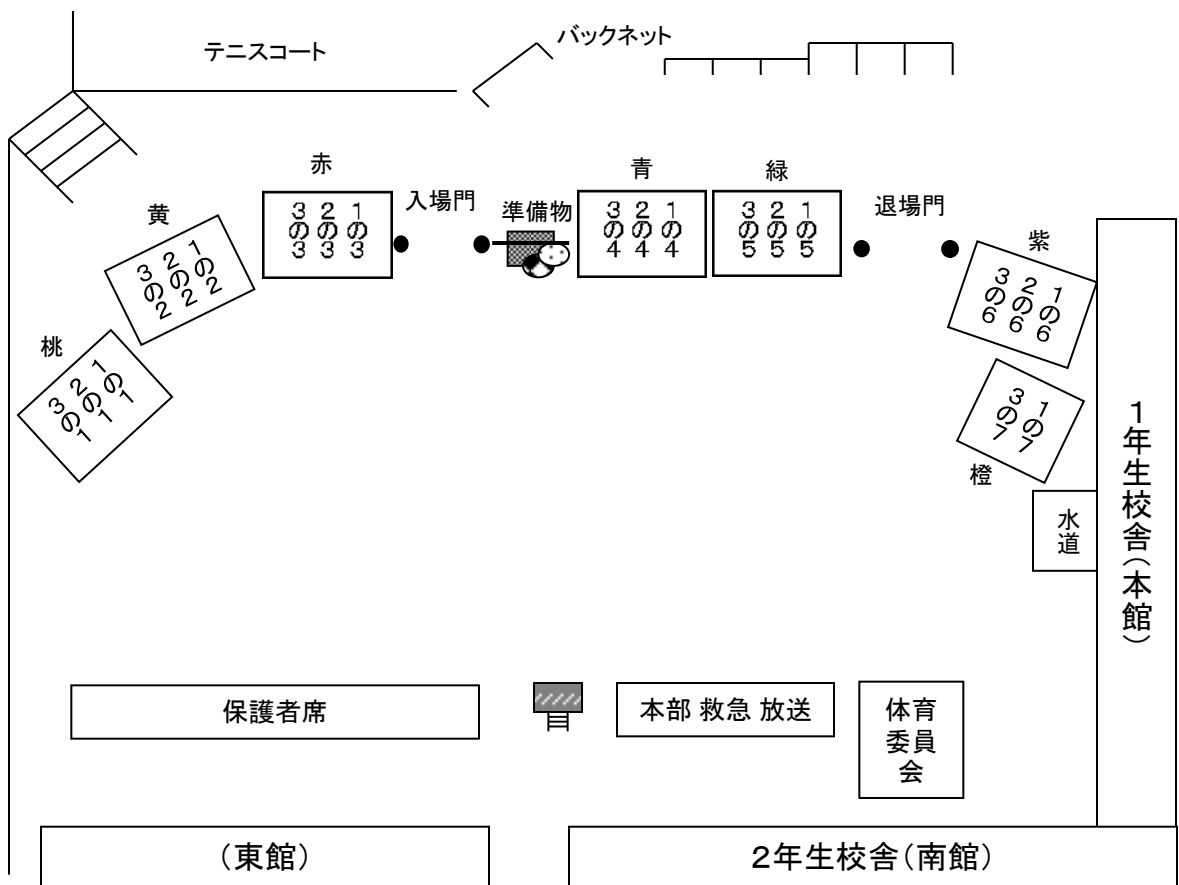 テニスコート
バックネット
赤
青
緑
黄
入場門
準備物
退場門
紫
桃
1の1
2の1
3の1
1の2
2の2
3の2
1の3
2の3
3の3
1の4
2の4
3の4
1の5
2の5
3の5
1の6
2の6
3の6
1の7
3の7
橙
水道
1年生校舎(本館)
保護者席
本部 救急 放送
体育
委員
会
(東館)
2年生校舎(南館)